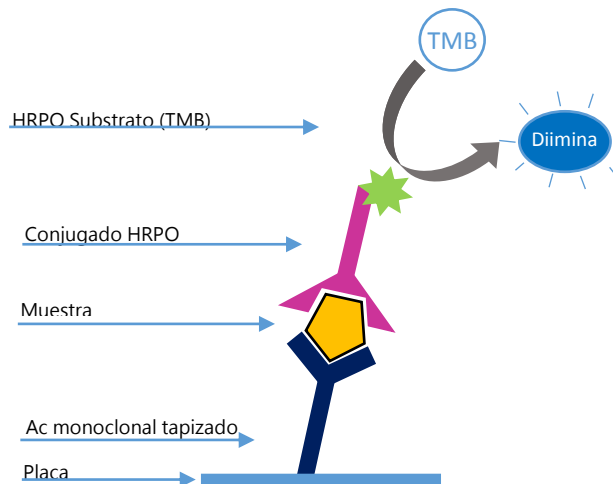 TMB
HRPO Substrato (TMB)
Diimina
Conjugado HRPO
Muestra
Ac monoclonal tapizado
Placa